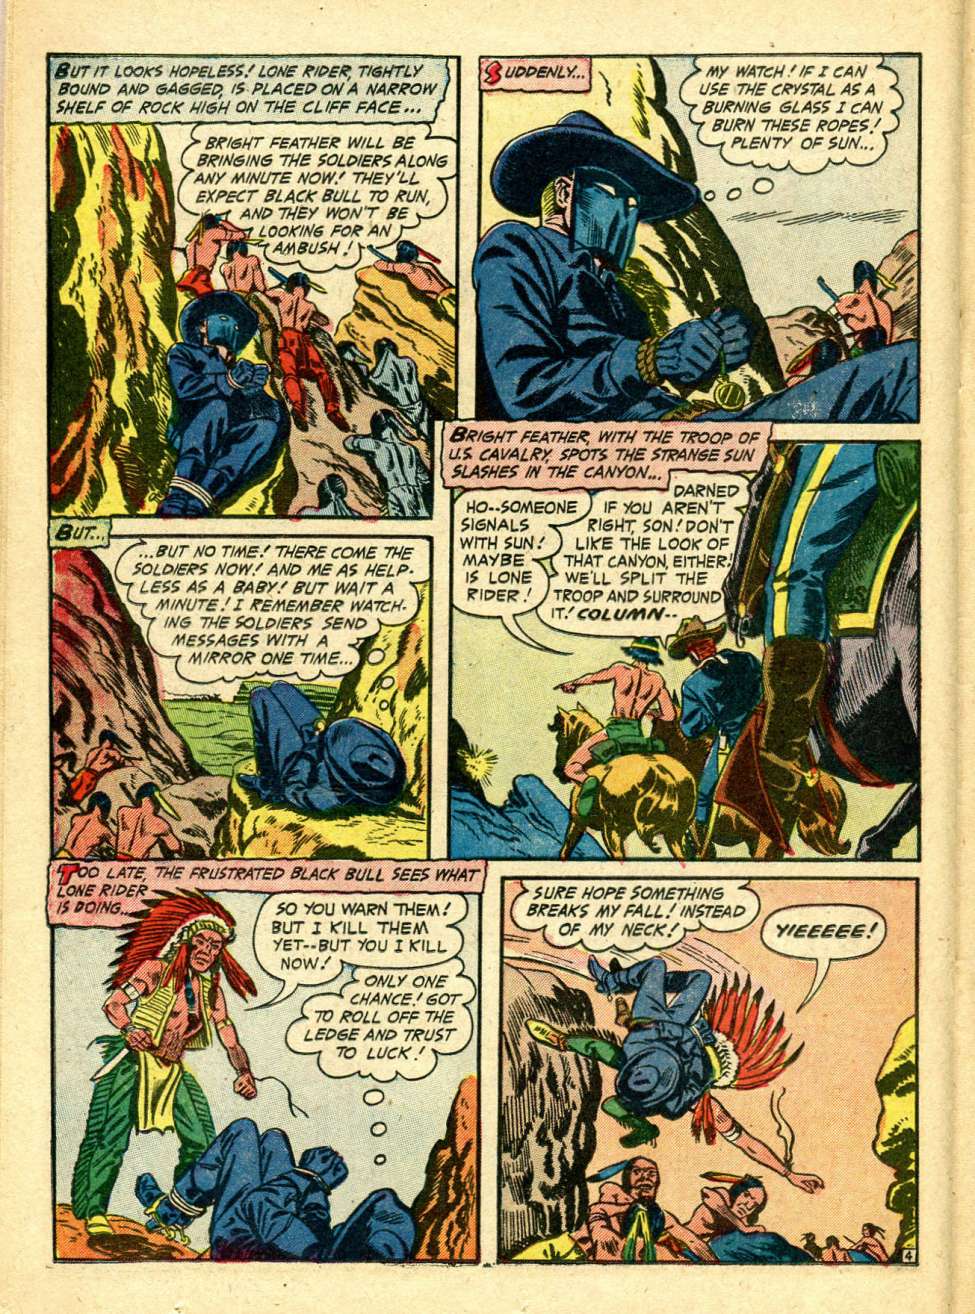 BUT IT LOOKS HOPELESS! LONE RIDER, TIGHTLY
BOUND AND GAGGED, IS PLACED ON A NARROW
SHELF OF ROCK HIGH ON THE CLIFF FACE...
BRIGHT FEATHER WILL BE
BRINGING THE SOLDIERS ALONG
ANY MINUTE NOW! THEY'LL
EXPECT BLACK BULL TO RUN,
AND THEY WON'T BE
LOOKING FOR AN
AMBUSH!
SUDDENLY...
MY WATCH! IF I CAN
USE THE CRYSTAL AS A
BURNING GLASS I CAN
BURN THESE ROPES!
PLENTY OF SUN...
BUT...
...BUT NO TIME! THERE COME THE
SOLDIERS NOW! AND ME AS HELP-
LESS AS A BABY! BUT WAIT A
MINUTE! I REMEMBER WATCH-
ING THE SOLDIERS SEND
MESSAGES WITH A
MIRROR ONE TIME...
BRIGHT FEATHER, WITH THE TROOP OF
U.S. CAVALRY, SPOTS THE STRANGE SUN
SLASHES IN THE CANYON...
HO--SOMEONE
SIGNALS
WITH SUN!
MAYBE
IS LONE
RIDER!
DARNED
IF YOU AREN'T
RIGHT, SON! DON'T
LIKE THE LOOK OF
THAT CANYON, EITHER!
WE'LL SPLIT THE
TROOP AND SURROUND
IT! COLUMN--
US
TOO LATE, THE FRUSTRATED BLACK BULL SEES WHAT
LONE RIDER
IS DOING...
SO YOU WARN THEM!
BUT I KILL THEM
YET--BUT YOU I KILL
NOW!
ONLY ONE
CHANCE! GOT
TO ROLL OFF THE
LEDGE AND TRUST
TO LUCK!
SURE HOPE SOMETHING
BREAKS MY FALL! INSTEAD
OF MY NECK!
YIEEEEE!
4